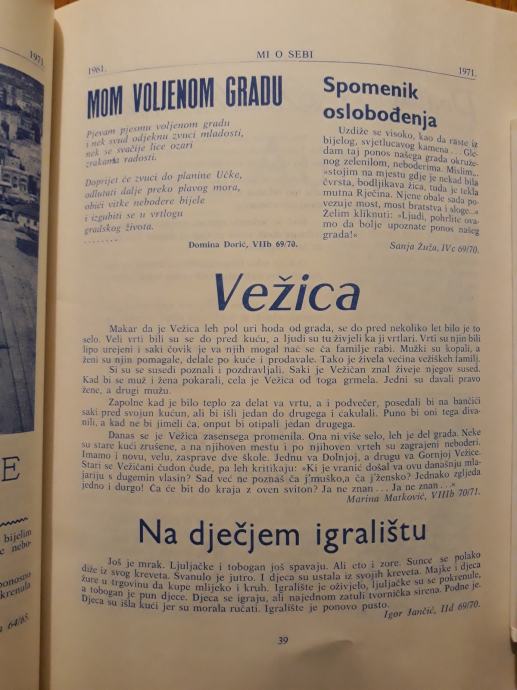 1971.
1961.
MI O SEBI
1971.
MOM VOLJENOM GRADU
Pjevam pjesmu voljenom gradu
i nek svud odjeknu zvuci mladosti,
nek se svačije lice ozari
zrakama radosti.
Doprijet će zvuci do planine Učke,
odlutati dalje preko plavog mora,
obići vitke nebodere bijele
i izgubiti se u vrtlogu
gradskog života.
. . . . . . . .
Domina Dorić, VIIb 69/70.
Spomenik
oslobođenja
Uzdiže se visoko, kao da raste iz
bijelog, svjetlucavog kamena . . . Gle-
dam taj ponos našega grada okruže-
nog zelenilom, neboderima. Mislim...
»stojim na mjestu gdje je nekad bila
čvrsta, bodljikava žica, tuda je tekla
mutna Rječina. Njene obale sada po-
vezuje most, most bratstva i sloge...«
Želim kliknuti: »Ljudi, pohrlite ova-
mo da bolje upoznate ponos našeg
grada!«
Sanja Žuža, IVc 69/70.
Vežica
Makar da je Vežica leh pol uri hoda od grada, se do pred nekoliko let bilo je to
selo. Veli vrti bili su se do pred kuću, a ljudi su tu živjeli ka ji vrtlari. Vrti su njin bili
lipo urejeni i saki čovik je va njih mogal nać se ča familje rabi. Mužki su kopali, a
ženi su njin pomagale, delale po kuće i prodavale. Tako je živela većina vežiških familj.
Si su se susedi poznali i pozdravljali. Saki je Vežičan znal živeje njegov sused.
Kad bi se muž i žena pokarali, cela je Vežica od toga grmela. Jedni su davali pravo
žene, a drugi mužu.
Zapolne kad je bilo teplo za delat va vrtu, a i podvečer, posedali bi na bančići
saki pred svojun kućun, ali bi išli jedan do drugega i ćakulali. Puno bi oni tega diva-
nili, a kad ne bi jimeli ća, onput bi otipali jedan drugega.
Danas se je Vežica zasensega promenila. Ona ni više selo, leh je del grada. Neke
su stare kući zrušene, a na njihoven mestu i po njihoven vrteh su zagrajeni neboderi.
Imamo i novu, velu, zasprve dve škole. Jednu va Dolnjoj, a drugu va Gornjoj Vežice.
Stari se Vežičani čudon čude, pa leh kritikaju: »Ki je vranić došal va ovu današnju mla-
jariju s dugemin vlasin? Sad već ne poznaš ča j'muško,a ča j'žensko? Jednako zgljeda
jedno i durgo! Ča će bit do kraja z oven sviton? Ja ne znan . . . Ja ne znan . . .«
Marina Matković, VIIIb 70/71.
Na dječjem igralištu
Još je mrak. Ljuljačke i tobogan još spavaju. Ali eto i zore. Sunce se polako
diže iz svog kreveta. Svanulo je jutro. I djeca su ustala iz svojih kreveta. Majke i djeca
žure u trgovinu da kupe mlijeko i kruh. Igralište je oživjelo, ljuljačke su se pokrenule,
a tobogan je pun djece. Djeca se igraju, ali najednom zatuli tvornička sirena. Podne je.
Djeca su išla kući jer su morala ručati. Igralište je ponovo pusto.
Igor Jančić, IId 69/70.
39
E
bijelim
nebo-
ponosno
krenula
64/65.